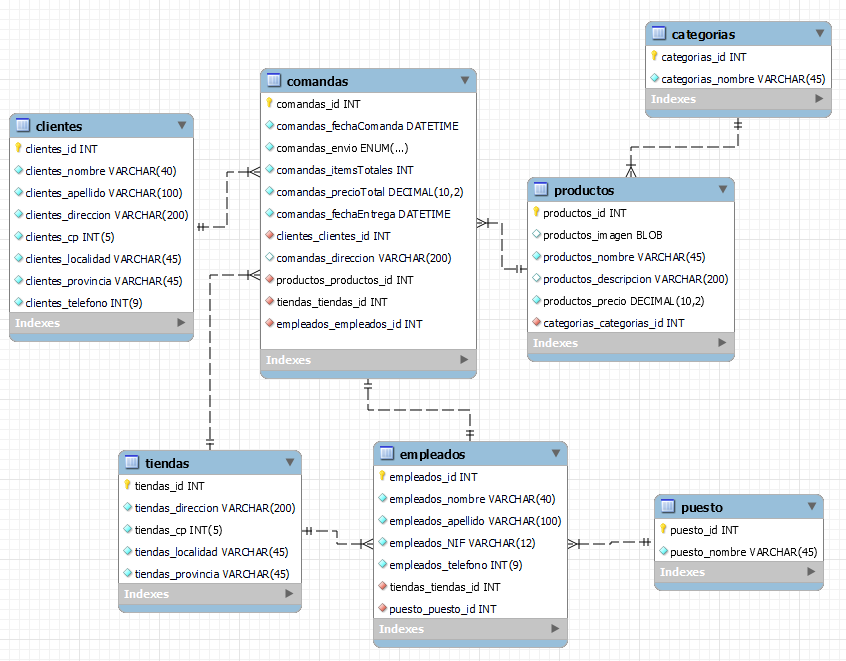 categorias
categorias_id INT
categorias_nombre VARCHAR(45)
Indexes
comandas
comandas_id INT
comandas_fechaComanda DATETIME
comandas_envio ENUM(...)
comandas_itemsTotales INT
comandas_precioTotal DECIMAL(10,2)
comandas_fechaEntrega DATETIME
clientes_clientes_id INT
comandas_direccion VARCHAR(200)
productos_productos_id INT
tiendas_tiendas_id INT
empleados_empleados_id INT
Indexes
clientes
clientes_id INT
clientes_nombre VARCHAR(40)
clientes_apellido VARCHAR(100)
clientes_direccion VARCHAR(200)
clientes_cp INT(5)
clientes_localidad VARCHAR(45)
clientes_provincia VARCHAR(45)
clientes_telefono INT(9)
Indexes
productos
productos_id INT
productos_imagen BLOB
productos_nombre VARCHAR(45)
productos_descripcion VARCHAR(200)
productos_precio DECIMAL(10,2)
categorias_categorias_id INT
Indexes
tiendas
tiendas_id INT
tiendas_direccion VARCHAR(200)
tiendas_cp INT(5)
tiendas_localidad VARCHAR(45)
tiendas_provincia VARCHAR(45)
Indexes
empleados
empleados_id INT
empleados_nombre VARCHAR(40)
empleados_apellido VARCHAR(100)
empleados_NIF VARCHAR(12)
empleados_telefono INT(9)
tiendas_tiendas_id INT
puesto_puesto_id INT
Indexes
puesto
puesto_id INT
puesto_nombre VARCHAR(45)
Indexes